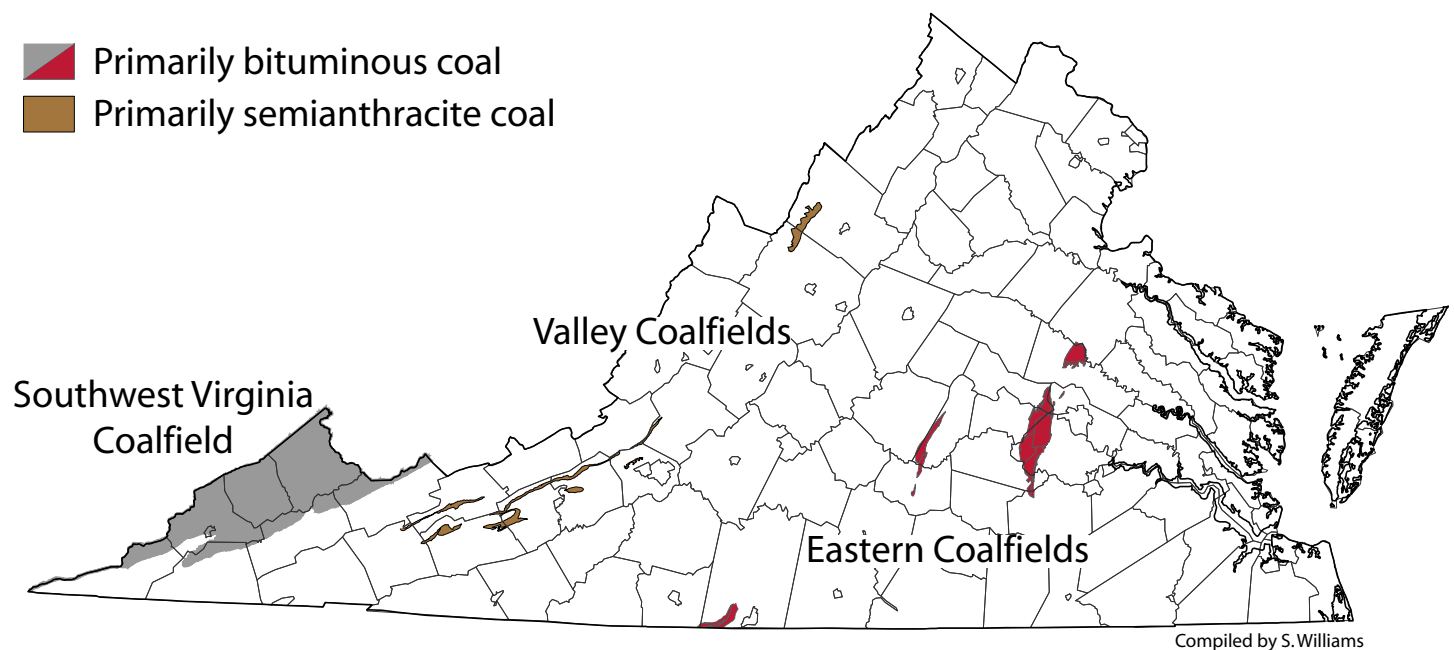 Primarily bituminous coal
Primarily semianthracite coal
Valley Coalfields
Southwest Virginia
Coalfield
Eastern Coalfields
Compiled by S. Williams